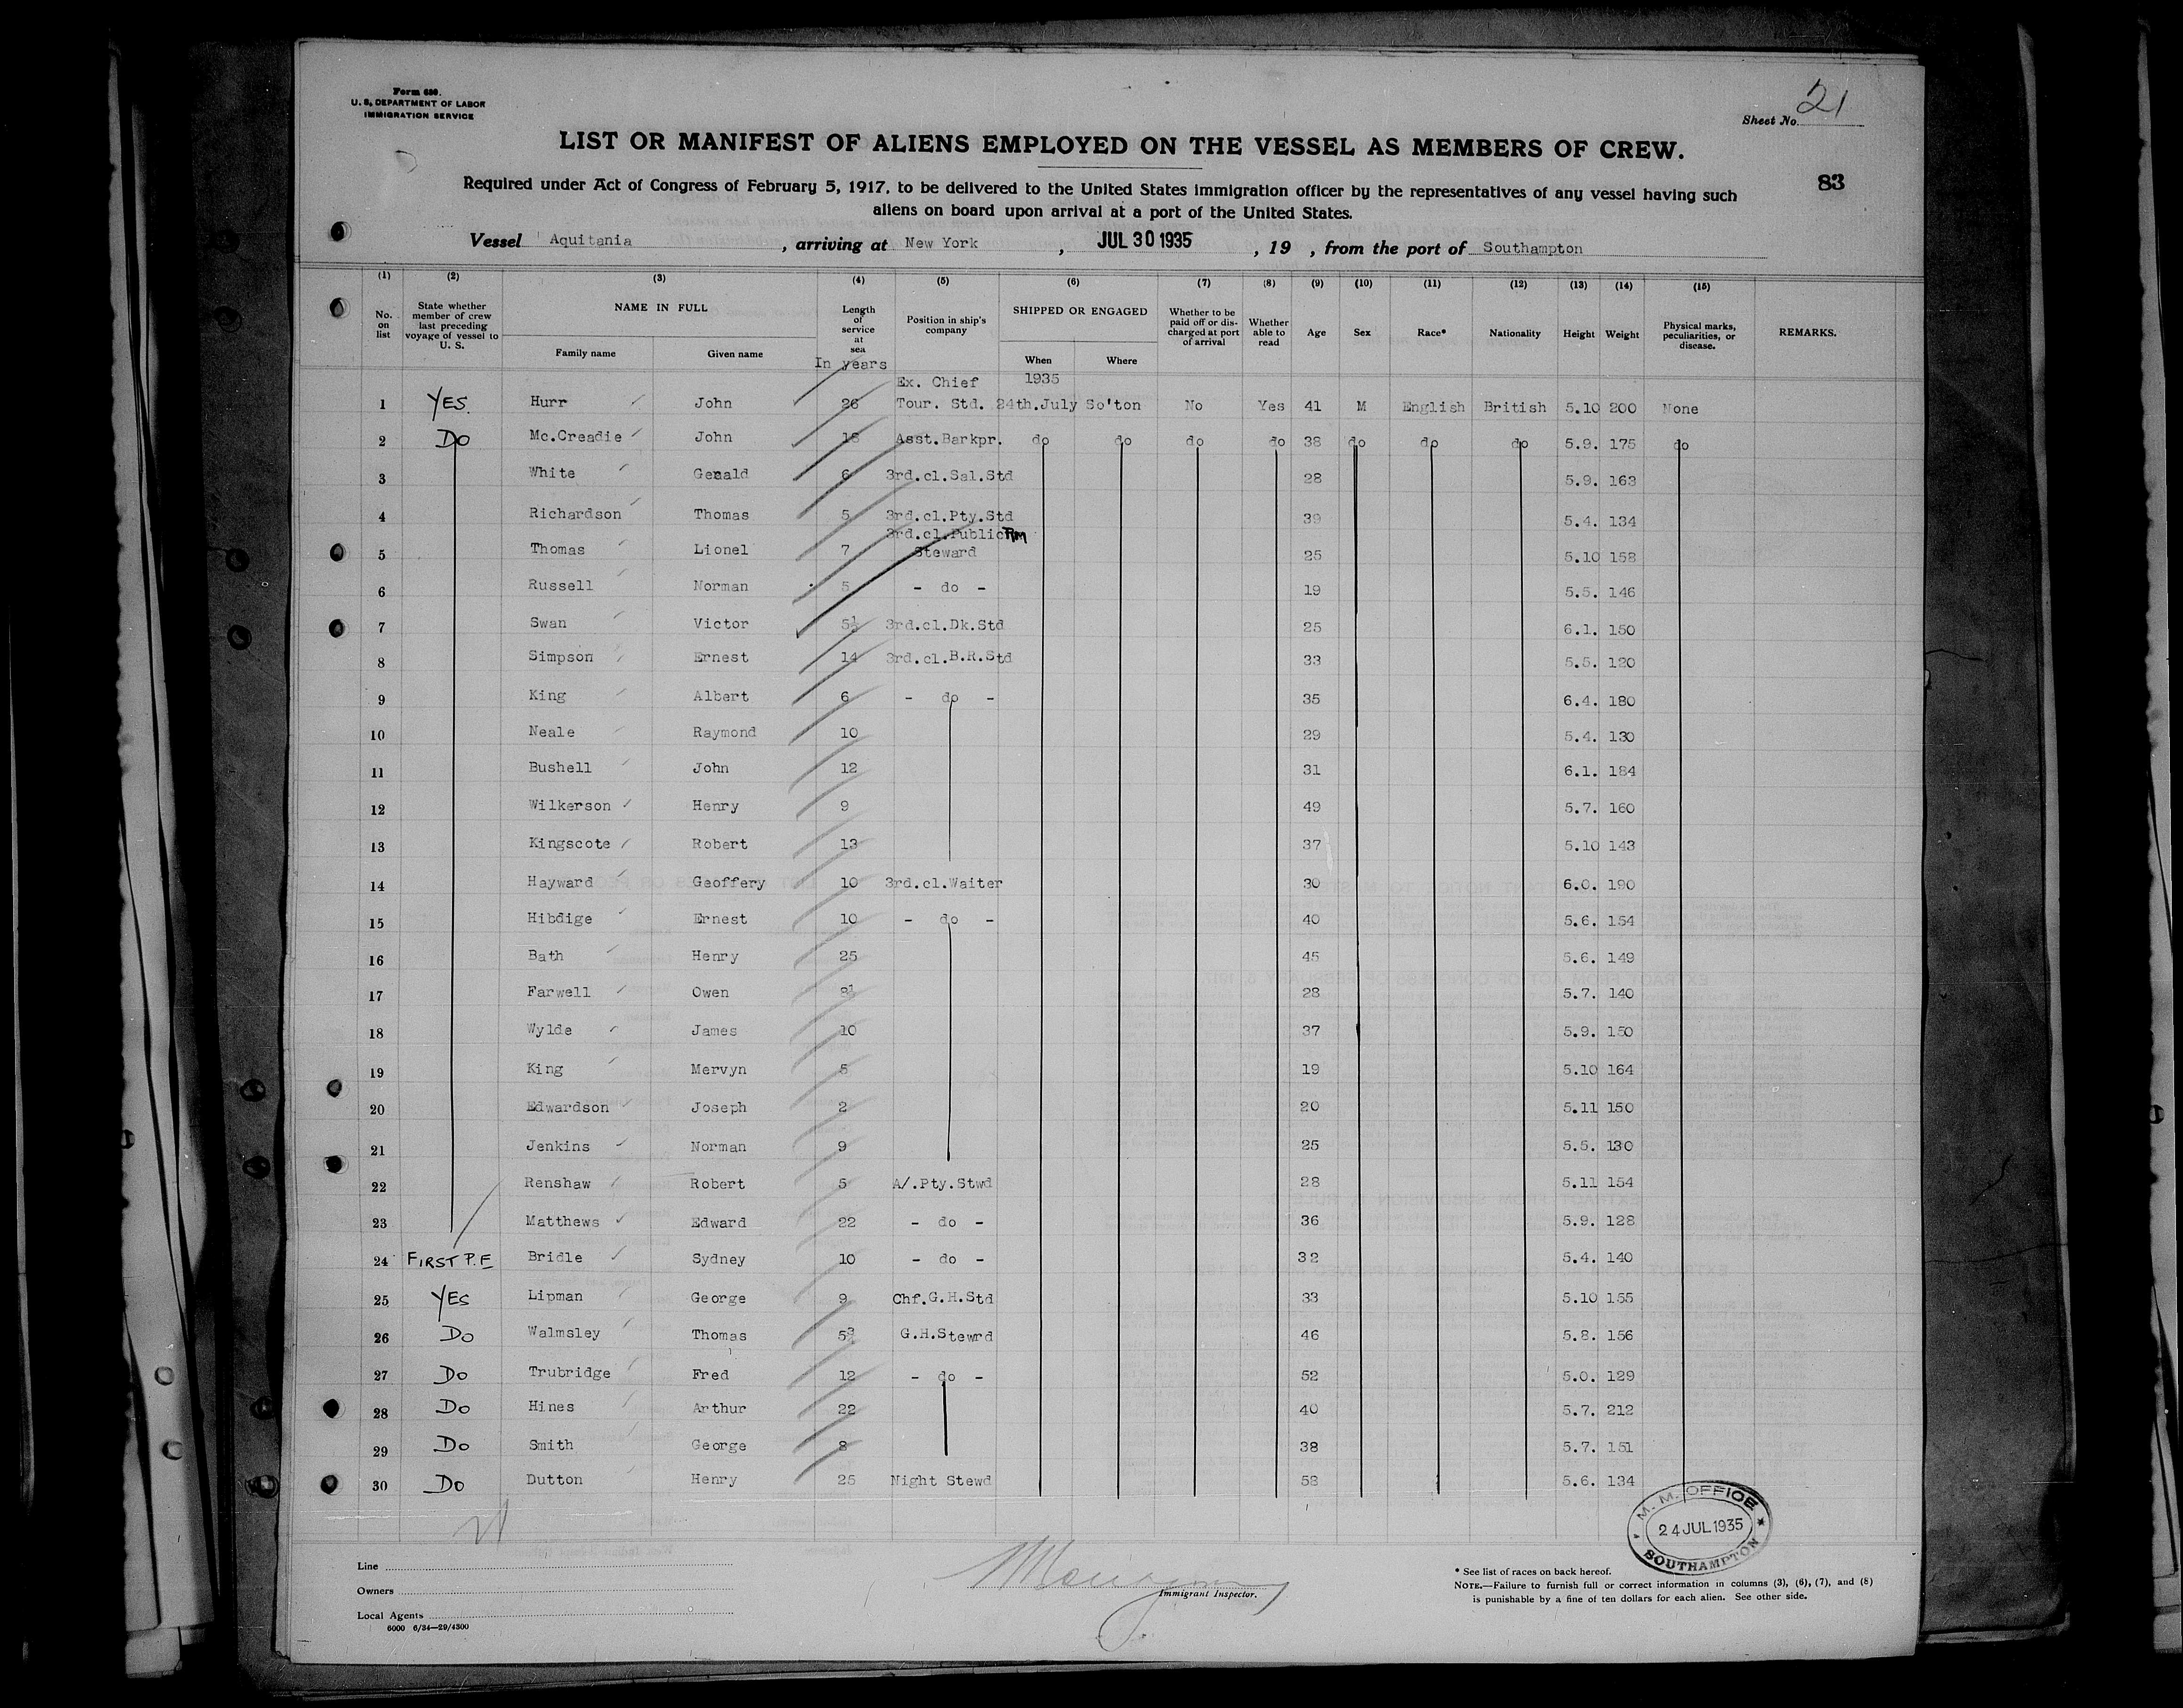 Form 680.
U. S. DEPARTMENT OF LABOR
IMMIGRATION SERVICE
Sheet No. 21
LIST OR MANIFEST OF ALIENS EMPLOYED ON THE VESSEL AS MEMBERS OF CREW.
83
Required under Act of Congress of February 5, 1917, to be delivered to the United States immigration officer by the representatives of any vessel having such
aliens on board upon arrival at a port of the United States.
Vessel Aquitania , arriving at New York , JUL 30 1935 , 19 , from the port of Southampton
(1) (2) (3) (4) (5) (6) (7) (8) (9) (10) (11) (12) (13) (14) (15)
No. on list State whether member of crew last preceding voyage of vessel to U. S. NAME IN FULL Family name Given name Length of service at sea In years Position in ship's company SHIPPED OR ENGAGED When Where Whether to be paid off or discharged at port of arrival Whether able to read Age Sex Race* Nationality Height Weight Physical marks, peculiarities, or disease. REMARKS.
Ex. Chief 1935
1 YES. Hurr John 26 Tour. Std. 24th.July So'ton No Yes 41 M English British 5.10 200 None
2 DO Mc.Creadie John 18 Asst.Barkpr. do do do do 38 do do do 5.9. 175 do
3 White Gerald 6 3rd.cl.Sal.Std 28 5.9. 163
4 Richardson Thomas 5 3rd.cl.Pty.Std 39 5.4. 134
3rd.cl.Public RM
5 Thomas Lionel 7 Steward 25 5.10 158
6 Russell Norman 5 - do - 19 5.5. 146
7 Swan Victor 5½ 3rd.cl.Dk.Std 25 6.1. 150
8 Simpson Ernest 14 3rd.cl.B.R.Std 33 5.5. 120
9 King Albert 6 - do - 35 6.4. 180
10 Neale Raymond 10 29 5.4. 130
11 Bushell John 12 31 6.1. 184
12 Wilkerson Henry 9 49 5.7. 160
13 Kingscote Robert 13 37 5.10 143
14 Hayward Geoffery 10 3rd.cl.Waiter 30 6.0. 190
15 Hibdige Ernest 10 - do - 40 5.6. 154
16 Bath Henry 25 45 5.6. 149
17 Farwell Owen 28 5.7. 140
18 Wylde James 10 37 5.9. 150
19 King Mervyn 5 19 5.10 164
20 Edwardson Joseph 2 20 5.11 150
21 Jenkins Norman 9 25 5.5. 130
22 Renshaw Robert 5 A/.Pty.Stwd 28 5.11 154
23 Matthews Edward 22 - do - 36 5.9. 128
24 FIRST P.F Bridle Sydney 10 - do - 32 5.4. 140
25 YES Lipman George 9 Chf.G.H.Std 33 5.10 155
26 DO Walmsley Thomas 5¾ G.H.Stewrd 46 5.8. 156
27 DO Trubridge Fred 12 - do - 52 5.0. 129
28 DO Hines Arthur 22 40 5.7. 212
29 DO Smith George 8 38 5.7. 151
30 DO Dutton Henry 25 Night Stewd 58 5.6. 134
M. M. OFFICE
24 JUL 1935
SOUTHAMPTON
Line
Owners
Local Agents
6000 6/34—29/4300
Immigrant Inspector.
* See list of races on back hereof.
NOTE.—Failure to furnish full or correct information in columns (3), (6), (7), and (8)
is punishable by a fine of ten dollars for each alien. See other side.